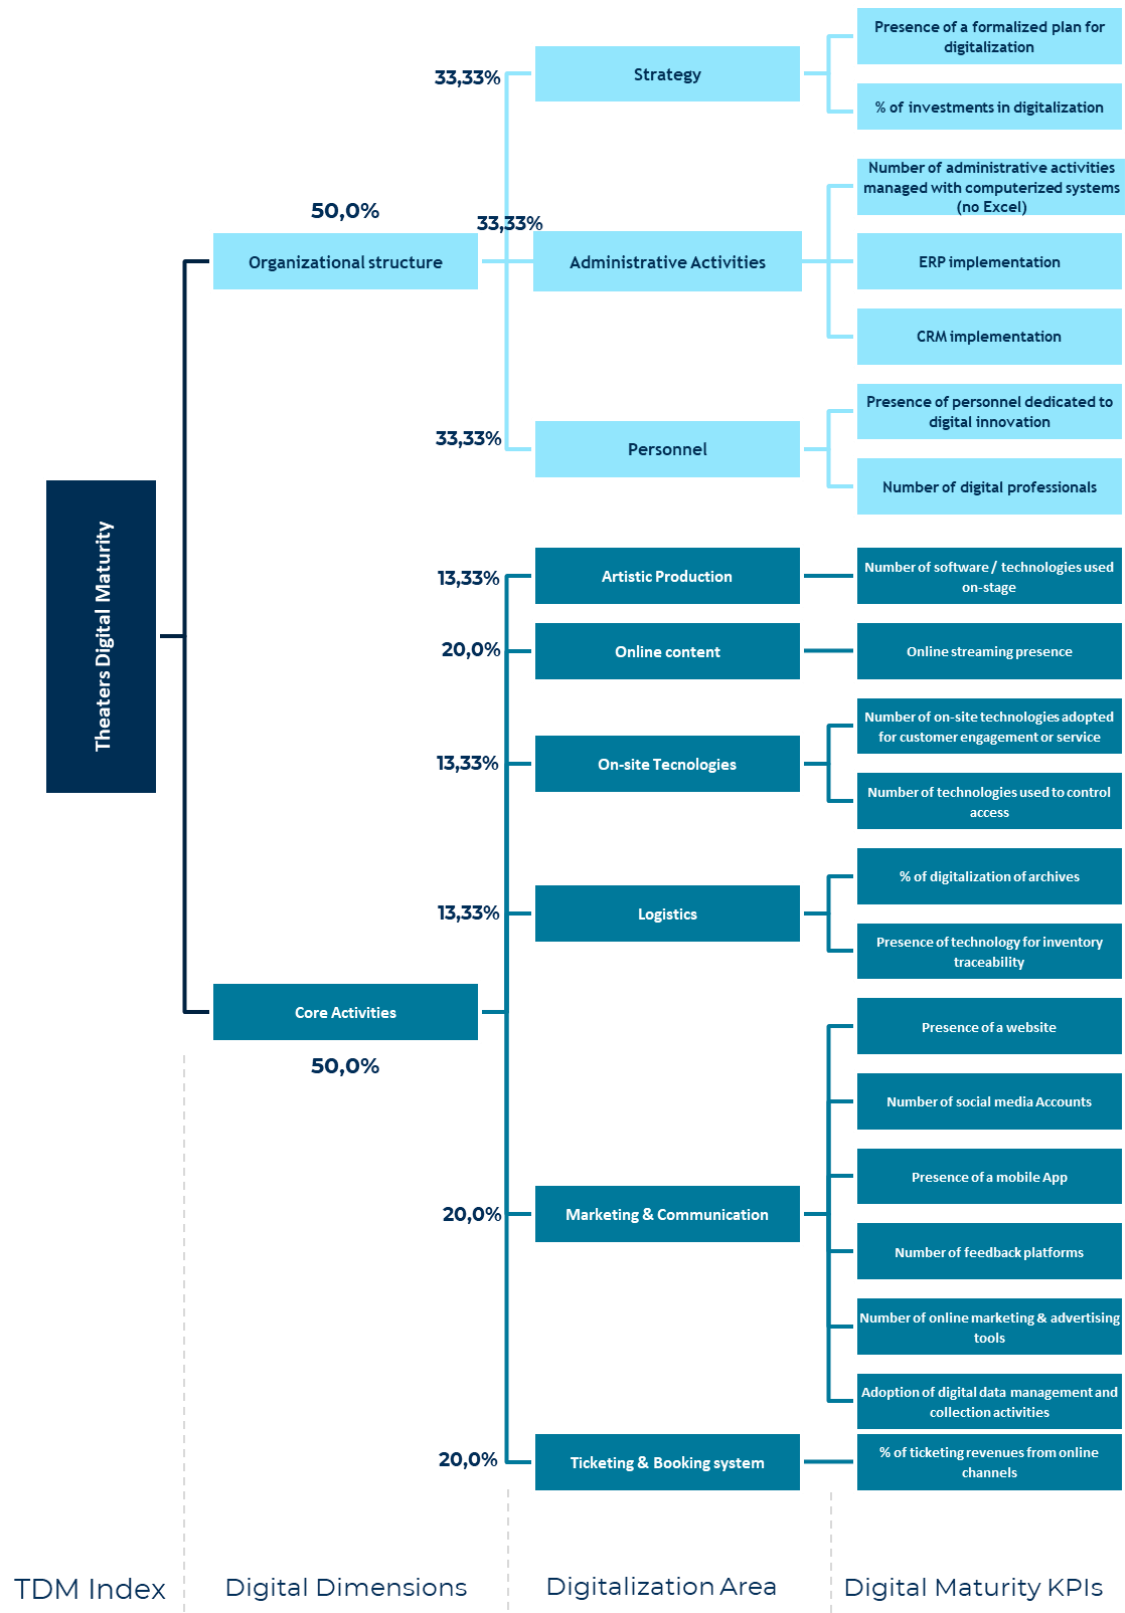 Presence of a formalized plan for
digitalization
33,33%
Strategy
% of investments in digitalization
Number of administrative activities
managed with computerized systems
(no Excel)
50,0%
33,33%
Organizational structure
Administrative Activities
ERP implementation
CRM implementation
Presence of personnel dedicated to
digital innovation
33,33%
Personnel
Number of digital professionals
Theaters Digital Maturity
13,33%
Artistic Production
Number of software / technologies used
on-stage
20,0%
Online content
Online streaming presence
Number of on-site technologies adopted
for customer engagement or service
13,33%
On-site Tecnologies
Number of technologies used to control
access
% of digitalization of archives
13,33%
Logistics
Presence of technology for inventory
traceability
Core Activities
50,0%
Presence of a website
Number of social media Accounts
Presence of a mobile App
20,0%
Marketing & Communication
Number of feedback platforms
Number of online marketing & advertising
tools
Adoption of digital data management and
collection activities
20,0%
Ticketing & Booking system
% of ticketing revenues from online
channels
TDM Index
Digital Dimensions
Digitalization Area
Digital Maturity KPIs